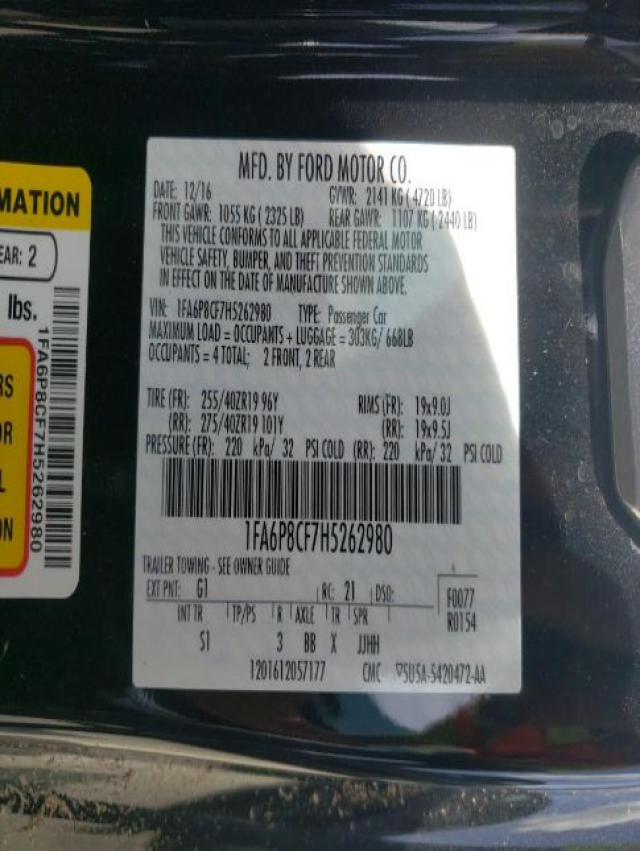 MATION
EAR: 2
lbs.
RS
OR
L
ON
1FA6P8CF7H5262980
MFD. BY FORD MOTOR CO.
DATE: 12/16 GVWR: 2141 KG ( 4720 LB)
FRONT GAWR: 1055 KG ( 2325 LB) REAR GAWR: 1107 KG ( 2440 LB)
THIS VEHICLE CONFORMS TO ALL APPLICABLE FEDERAL MOTOR
VEHICLE SAFETY, BUMPER, AND THEFT PREVENTION STANDARDS
IN EFFECT ON THE DATE OF MANUFACTURE SHOWN ABOVE.
VIN: 1FA6P8CF7H5262980 TYPE: Passenger Car
MAXIMUM LOAD = OCCUPANTS + LUGGAGE = 303KG/ 668LB
OCCUPANTS = 4 TOTAL; 2 FRONT, 2 REAR
TIRE (FR): 255/40ZR19 96Y RIMS (FR): 19x9.0J
(RR): 275/40ZR19 101Y (RR): 19x9.5J
PRESSURE (FR): 220 kPa/ 32 PSI COLD (RR): 220 kPa/ 32 PSI COLD
1FA6P8CF7H5262980
TRAILER TOWING - SEE OWNER GUIDE
EXT PNT: G1 RC: 21 DSO: F0077
INT TR TP/PS R AXLE TR SPR R0154
S1 3 BB X JJHH
1201612057177 CMC 5U5A-5420472-AA